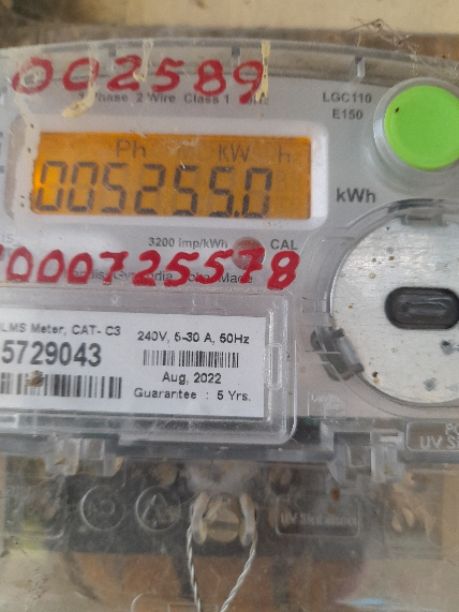 002589
Phase 2 Wire Class 1
LGC110
E150
Ph kW h
005255.0
kWh
3200 imp/kWh CAL
000725578
LMS Meter, CAT- C3
5729043
240V, 5-30 A, 50Hz
Aug, 2022
Guarantee : 5 Yrs.
UV